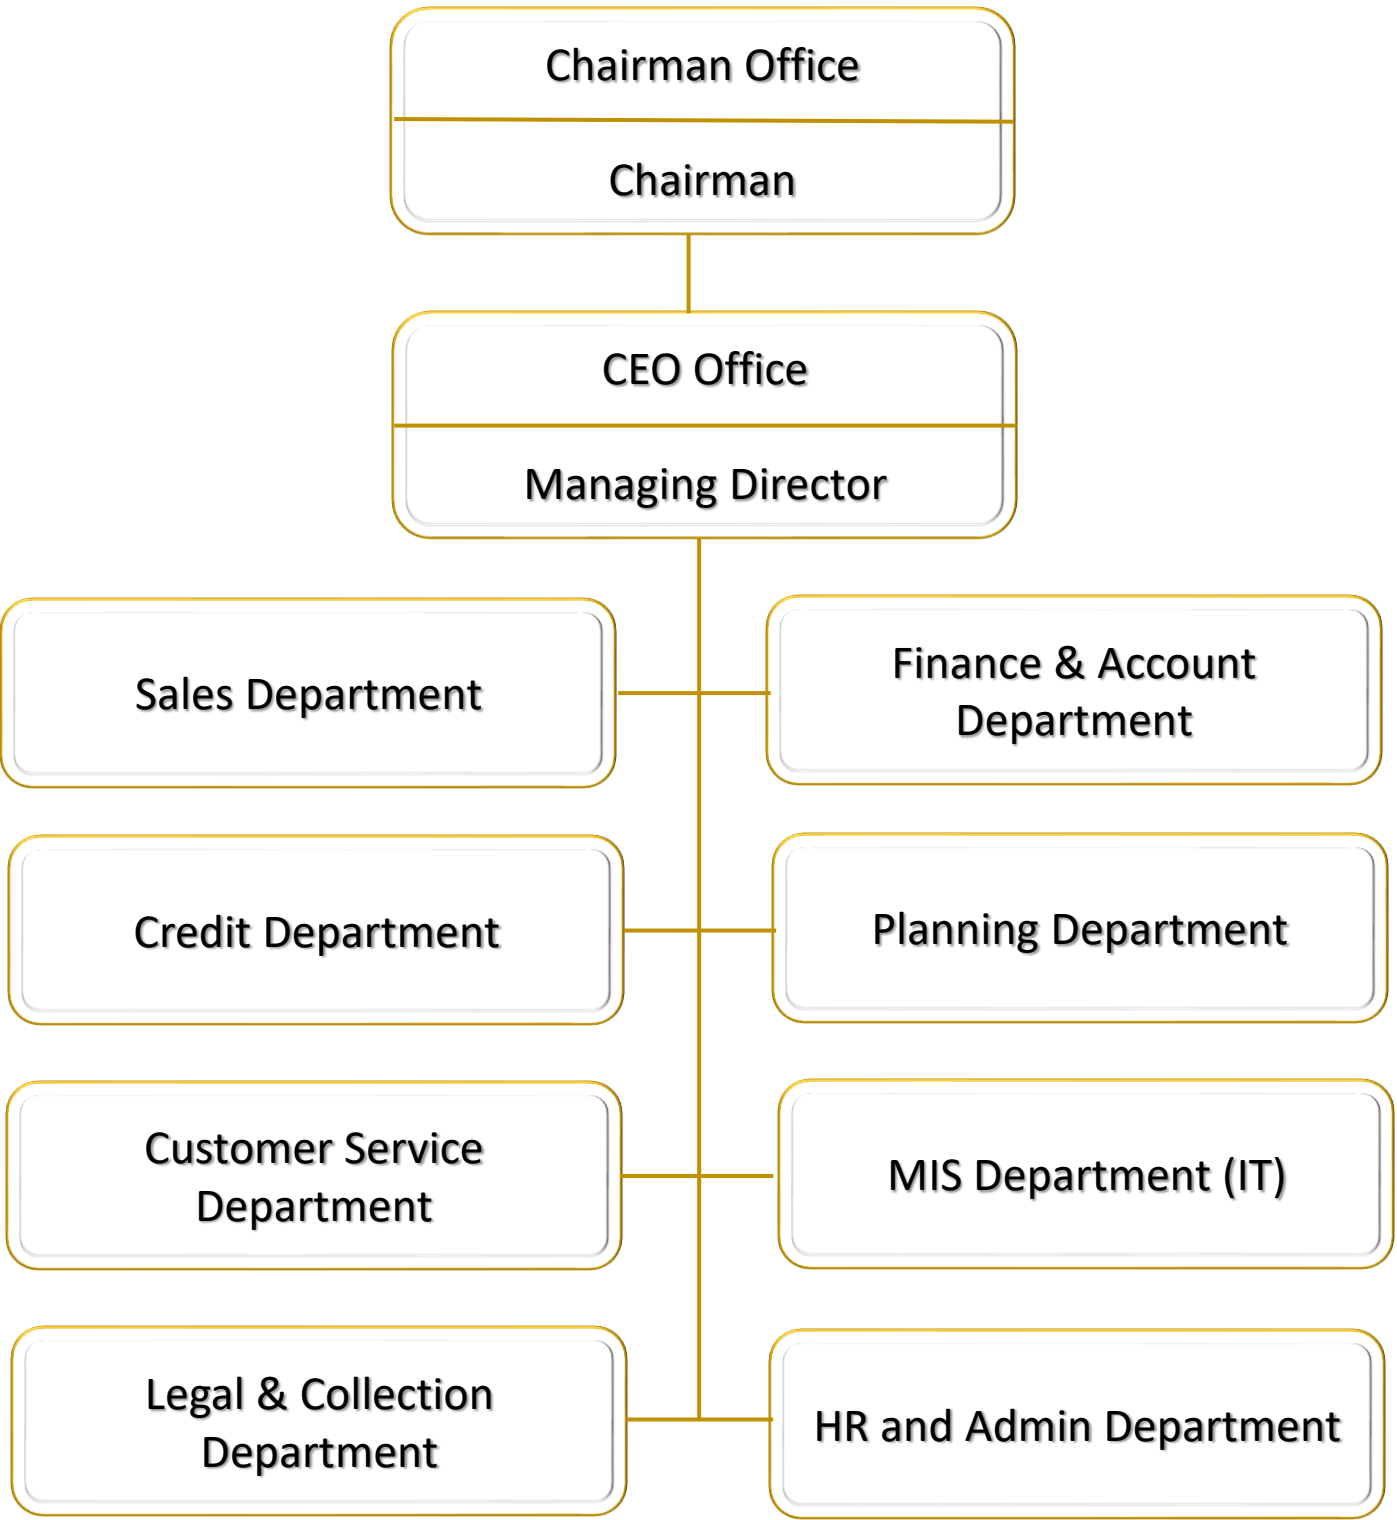 Chairman Office
Chairman
CEO Office
Managing Director
Sales Department
Finance & Account
Department
Credit Department
Planning Department
Customer Service
Department
MIS Department (IT)
Legal & Collection
Department
HR and Admin Department